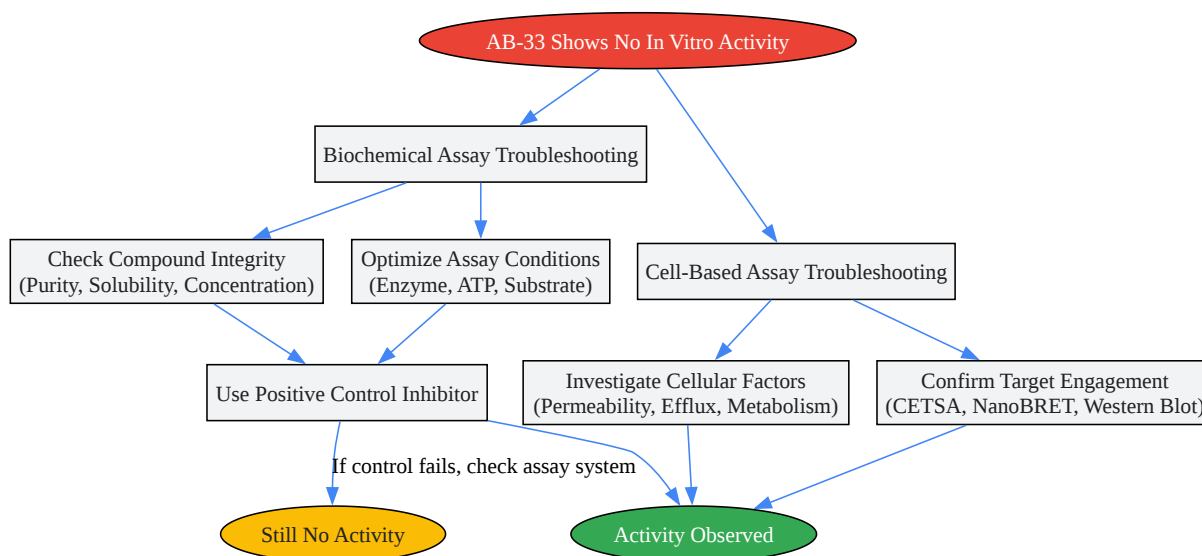 AB-33 Shows No In Vitro Activity
Biochemical Assay Troubleshooting
Check Compound Integrity
(Purity, Solubility, Concentration)
Optimize Assay Conditions
(Enzyme, ATP, Substrate)
Cell-Based Assay Troubleshooting
Use Positive Control Inhibitor
Investigate Cellular Factors
(Permeability, Efflux, Metabolism)
Confirm Target Engagement
(CETSA, NanoBRET, Western Blot)
If control fails, check assay system
Still No Activity
Activity Observed